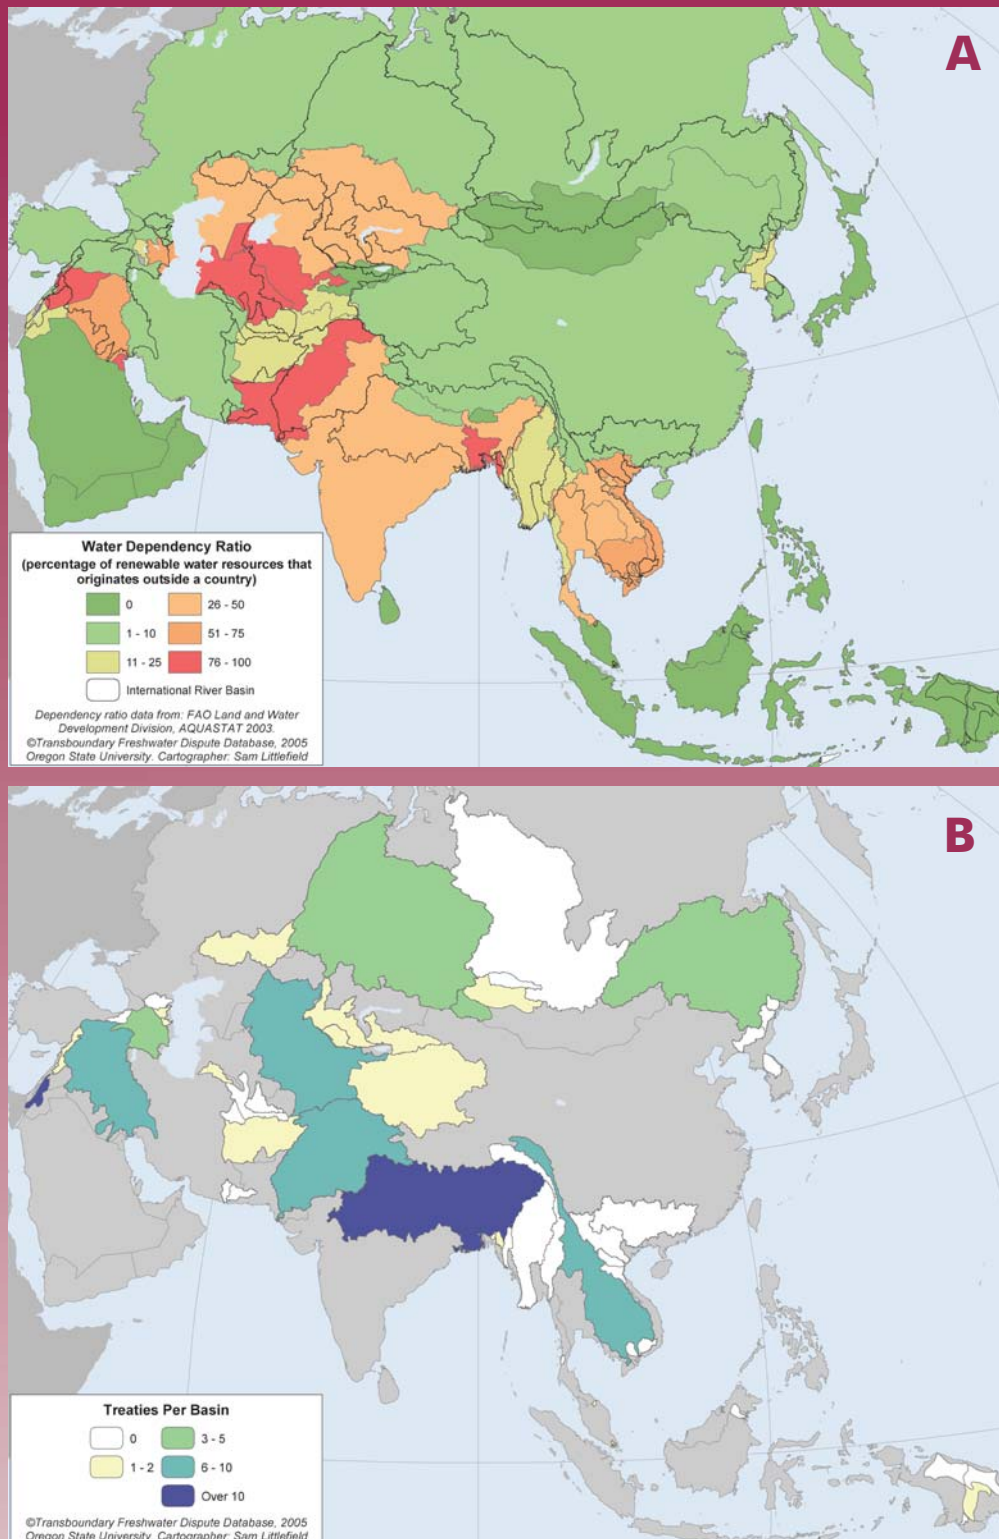 A
Water Dependency Ratio
(percentage of renewable water resources that
originates outside a country)
0
26 - 50
1 - 10
51 - 75
11 - 25
76 - 100
International River Basin
Dependency ratio data from: FAO Land and Water
Development Division, AQUASTAT 2003.
©Transboundary Freshwater Dispute Database, 2005
Oregon State University. Cartographer: Sam Littlefield
B
Treaties Per Basin
0
3 - 5
1 - 2
6 - 10
Over 10
©Transboundary Freshwater Dispute Database, 2005
Oregon State University. Cartographer: Sam Littlefield